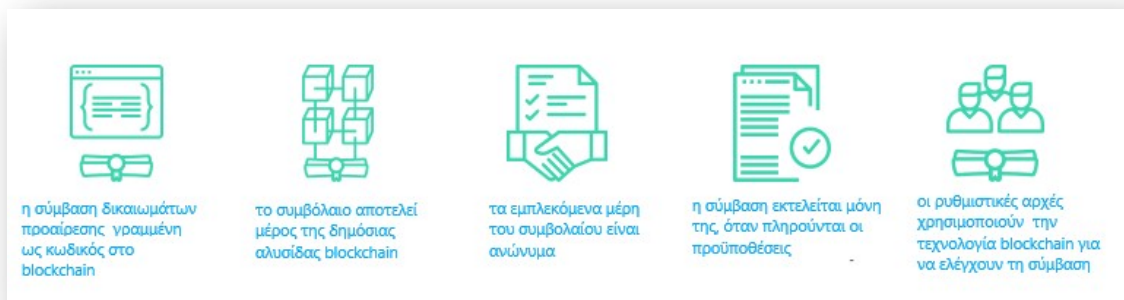 η σύμβαση δικαιωμάτων
προαίρεσης γραμμένη
ως κωδικός στο
blockchain
το συμβόλαιο αποτελεί
μέρος της δημόσιας
αλυσίδας blockchain
τα εμπλεκόμενα μέρη
του συμβολαίου είναι
ανώνυμα
η σύμβαση εκτελείται μόνη
της, όταν πληρούνται οι
προϋποθέσεις
οι ρυθμιστικές αρχές
χρησιμοποιούν την
τεχνολογία blockchain για
να ελέγχουν τη σύμβαση